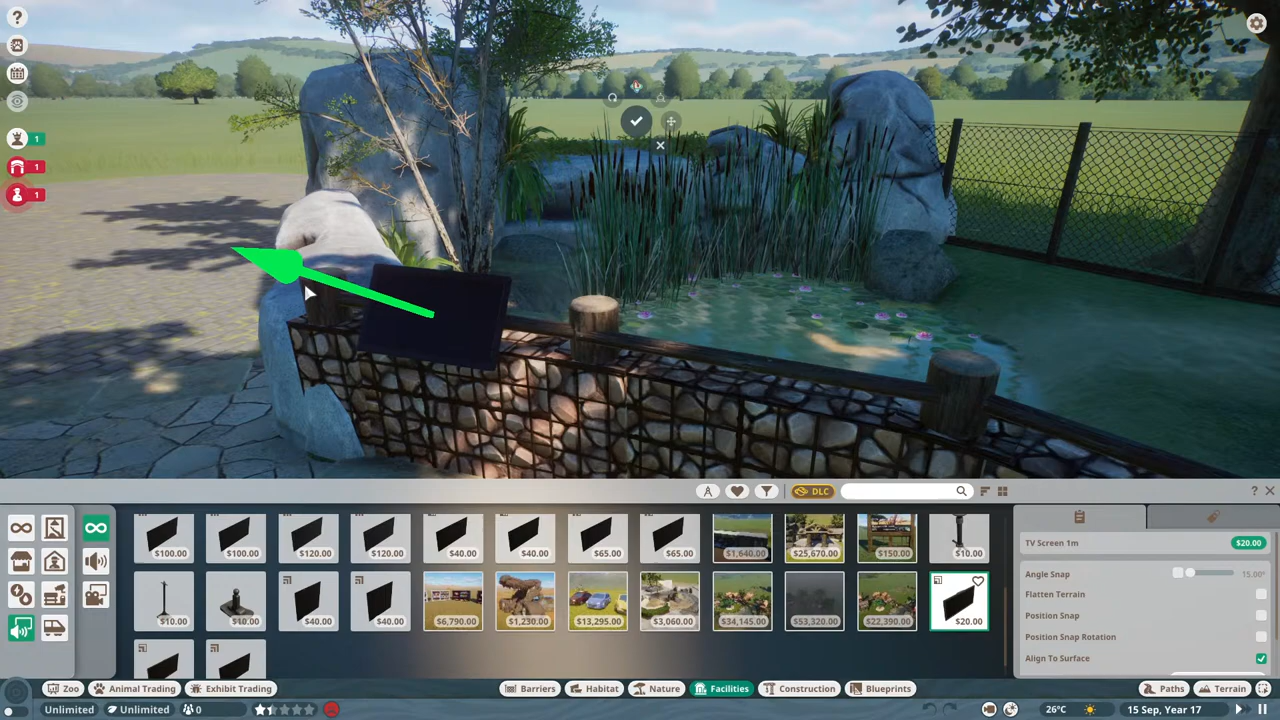 ?
1
1
1
DLC
? ✕
$100.00 $100.00 $120.00 $120.00 $40.00 $40.00 $65.00 $65.00 $1,640.00 $25,670.00 $150.00 $10.00
$10.00 $10.00 $40.00 $40.00 $6,790.00 $1,230.00 $13,295.00 $3,060.00 $34,145.00 $53,320.00 $22,390.00 $20.00
TV Screen 1m $20.00
Angle Snap 15.00°
Flatten Terrain
Position Snap
Position Snap Rotation
Align To Surface
Zoo Animal Trading Exhibit Trading Barriers Habitat Nature Facilities Construction Blueprints Paths Terrain
Unlimited Unlimited 0 26°C 15 Sep, Year 17